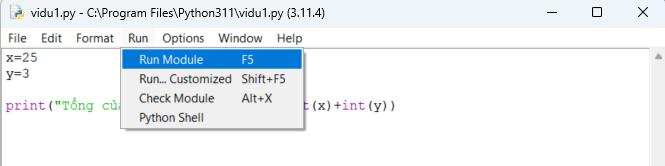 vidu1.py - C:\Program Files\Python311\vidu1.py (3.11.4)
File Edit Format Run Options Window Help
x=25
y=3
Run Module F5
Run... Customized Shift+F5
Check Module Alt+X
Python Shell
print("Tổng củ t(x)+int(y))